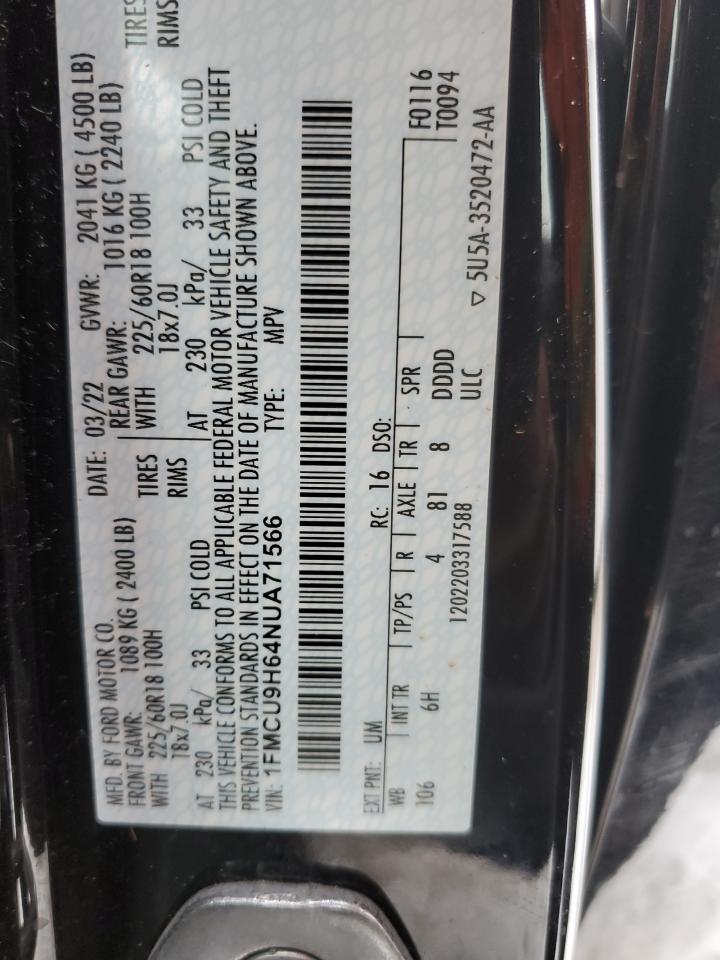 MFD. BY FORD MOTOR CO.
DATE: 03/22 GVWR: 2041 KG ( 4500 LB)
FRONT GAWR: 1089 KG ( 2400 LB) REAR GAWR: 1016 KG ( 2240 LB)
WITH 225/60R18 100H TIRES WITH 225/60R18 100H TIRES
18x7.0J RIMS 18x7.0J RIMS
AT 230 kPa/ 33 PSI COLD AT 230 kPa/ 33 PSI COLD
THIS VEHICLE CONFORMS TO ALL APPLICABLE FEDERAL MOTOR VEHICLE SAFETY AND THEFT
PREVENTION STANDARDS IN EFFECT ON THE DATE OF MANUFACTURE SHOWN ABOVE.
VIN: 1FMCU9H64NUA71566 TYPE: MPV
EXT PNT: UM RC: 16 DSO:
WB INT TR TP/PS R AXLE TR SPR F0116
106 6H 4 81 8 DDDD T0094
1202203317588 ULC
▽ 5U5A-3520472-AA